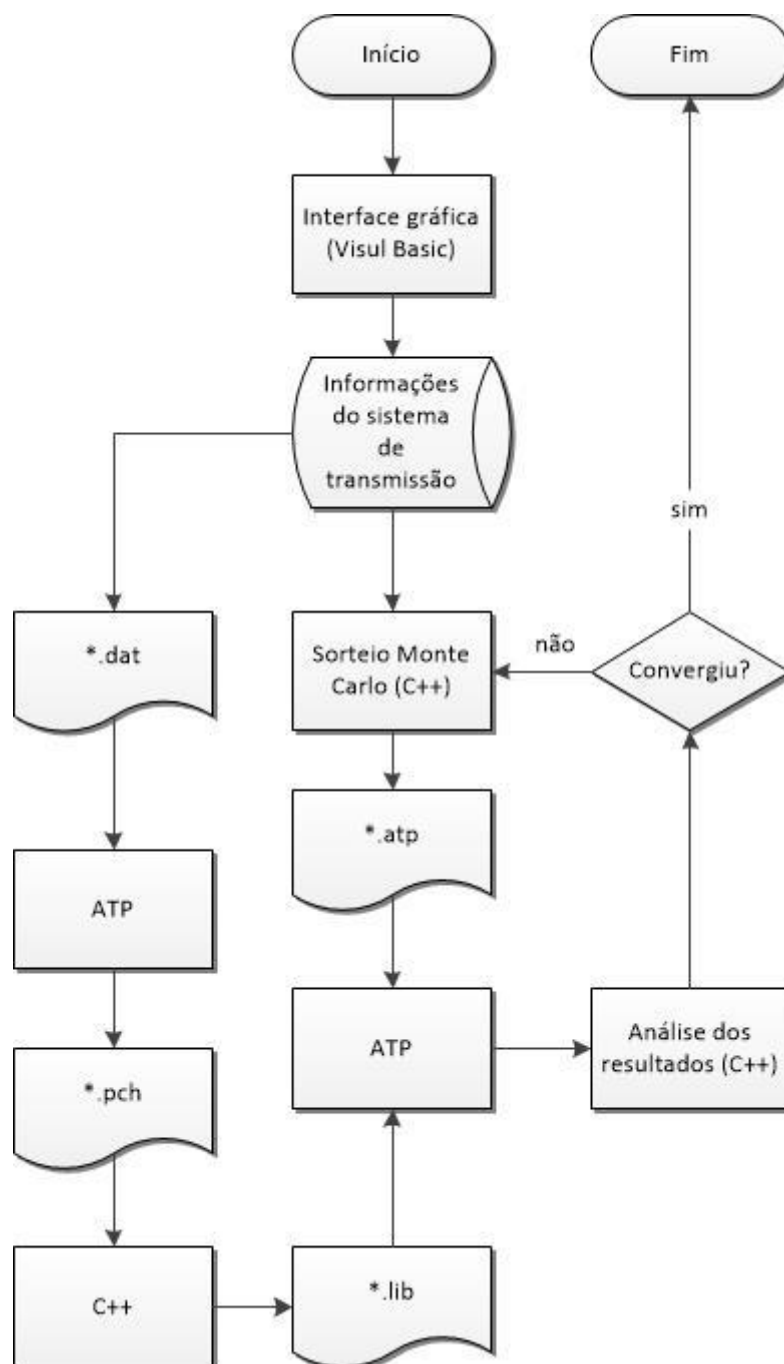 Início
Fim
Interface gráfica
(Visul Basic)
Informações
do sistema
de
transmissão
sim
*.dat
Sorteio Monte
Carlo (C++)
não
Convergiu?
*.atp
ATP
ATP
Análise dos
resultados (C++)
*.pch
C++
*.lib